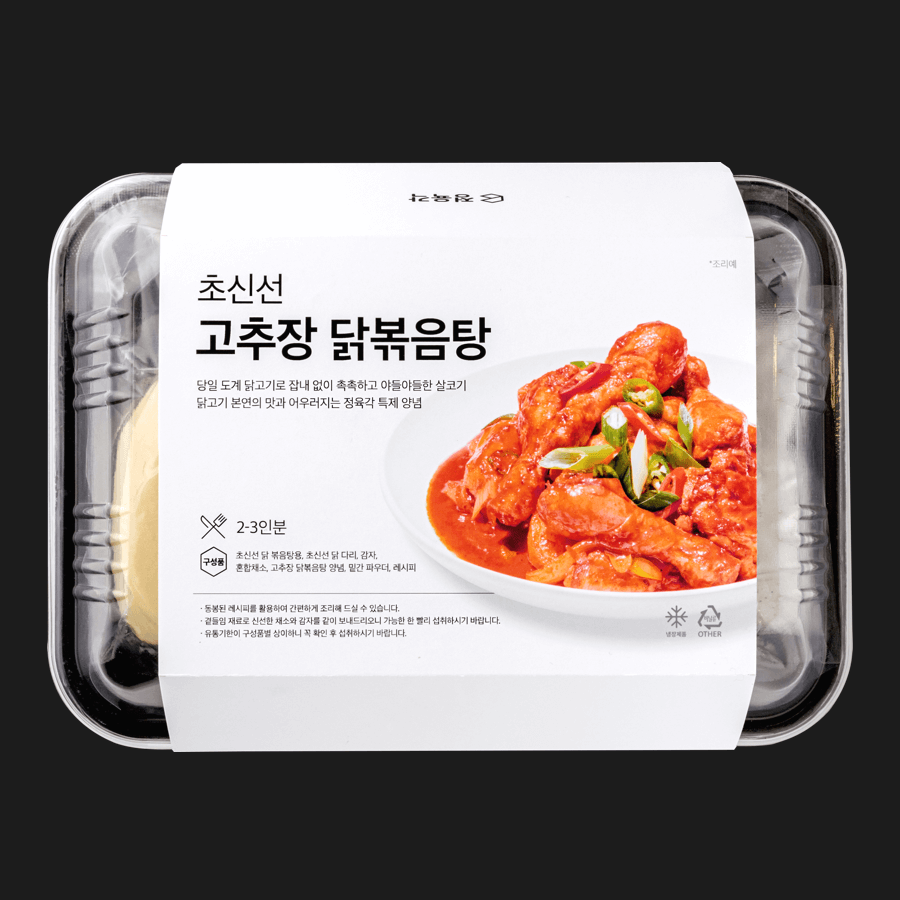 정육각
*조리예
초신선
고추장 닭볶음탕
당일 도계 닭고기로 잡내 없이 촉촉하고 야들야들한 살코기
닭고기 본연의 맛과 어우러지는 정육각 특제 양념
2-3인분
구성품
초신선 닭 볶음탕용, 초신선 닭 다리, 감자,
혼합채소, 고추장 닭볶음탕 양념, 밑간 파우더, 레시피
· 동봉된 레시피를 활용하여 간편하게 조리해 드실 수 있습니다.
· 곁들임 재료로 신선한 채소와 감자를 같이 보내드리오니 가능한 한 빨리 섭취하시기 바랍니다.
· 유통기한이 구성품별 상이하니 꼭 확인 후 섭취하시기 바랍니다.
냉장제품
OTHER